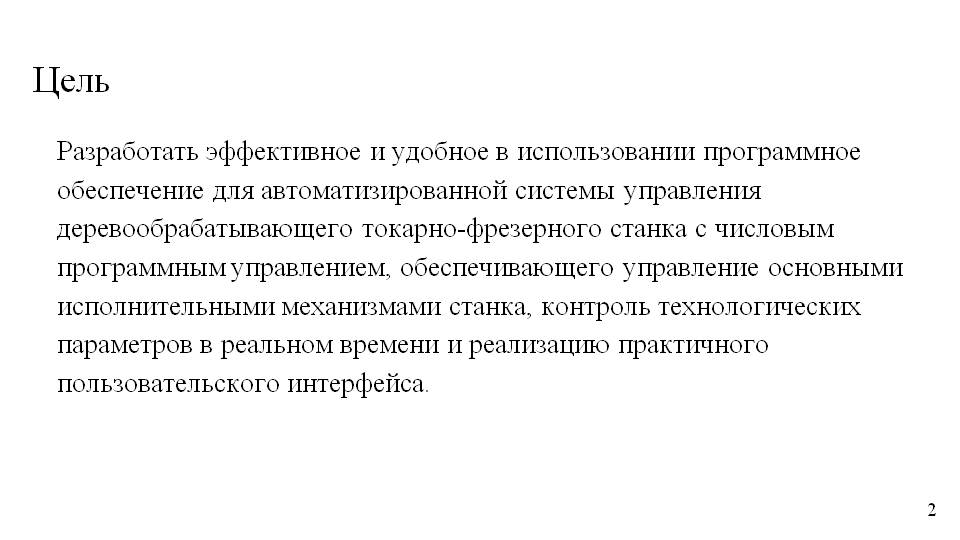 Цель
Разработать эффективное и удобное в использовании программное
обеспечение для автоматизированной системы управления
деревообрабатывающего токарно-фрезерного станка с числовым
программным управлением, обеспечивающего управление основными
исполнительными механизмами станка, контроль технологических
параметров в реальном времени и реализацию практичного
пользовательского интерфейса.
2